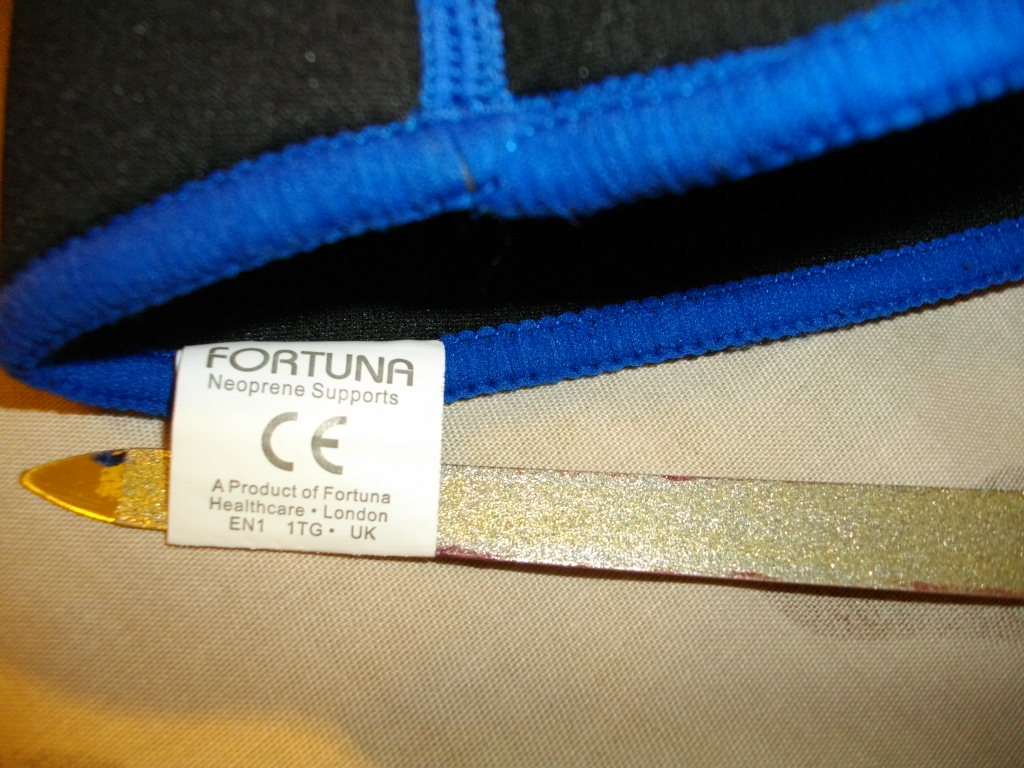 FORTUNA
Neoprene Supports
CE
A Product of Fortuna
Healthcare • London
EN1 1TG • UK